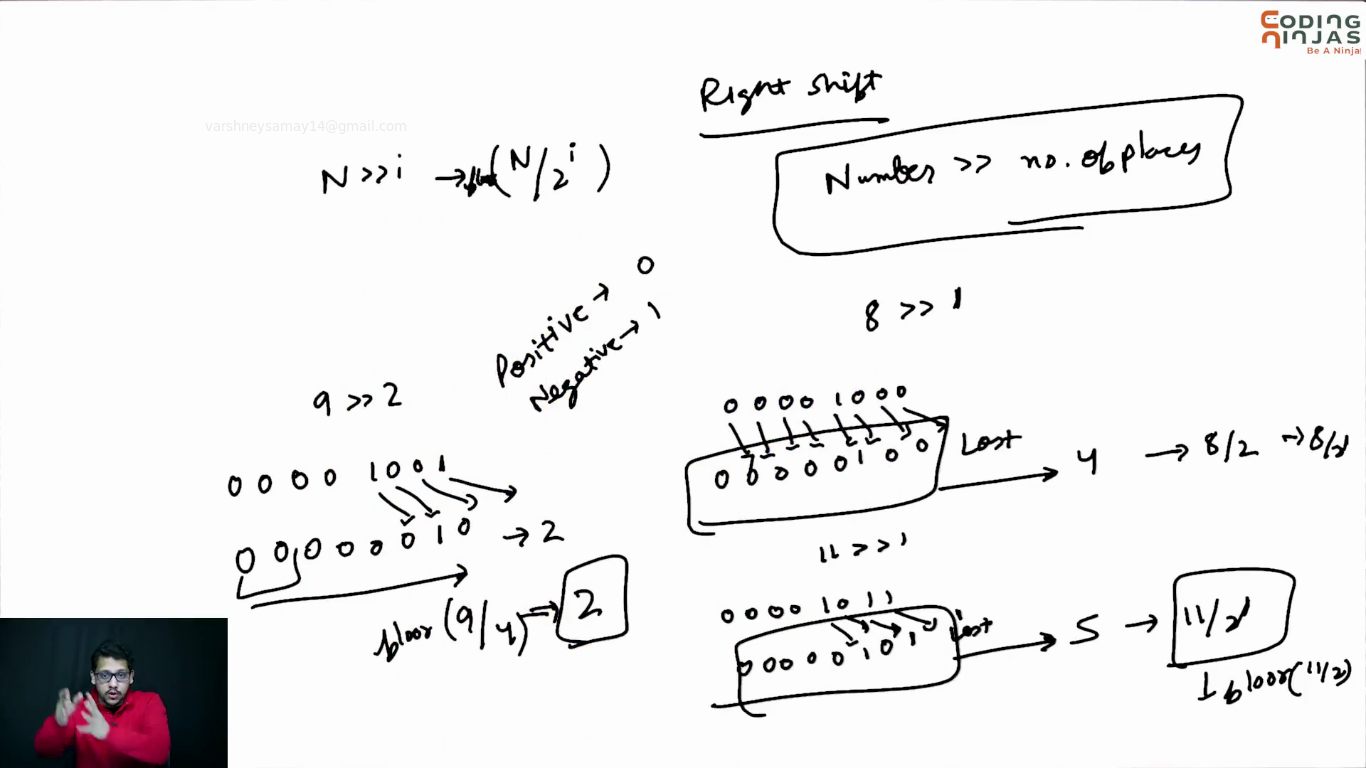 CODING
NINJAS
Be A Ninja
Right Shift
varshneysamay14@gmail.com
N >> i → (N/2^i)
Number >> no. of places
Positive → 0
Negative → 1
8 >> 1
9 >> 2
0 0 0 0 1 0 0 0
0 0 0 0 0 1 0 0 Lost → 4 → 8/2 → 8/2^1
0 0 0 0 1 0 0 1
0 0 0 0 0 0 1 0 → 2
11 >> 1
floor (9/4) → 2
0 0 0 0 1 0 1 1
0 0 0 0 0 1 0 1 Lost → 5 → 11/2^1
↓ floor(11/2)